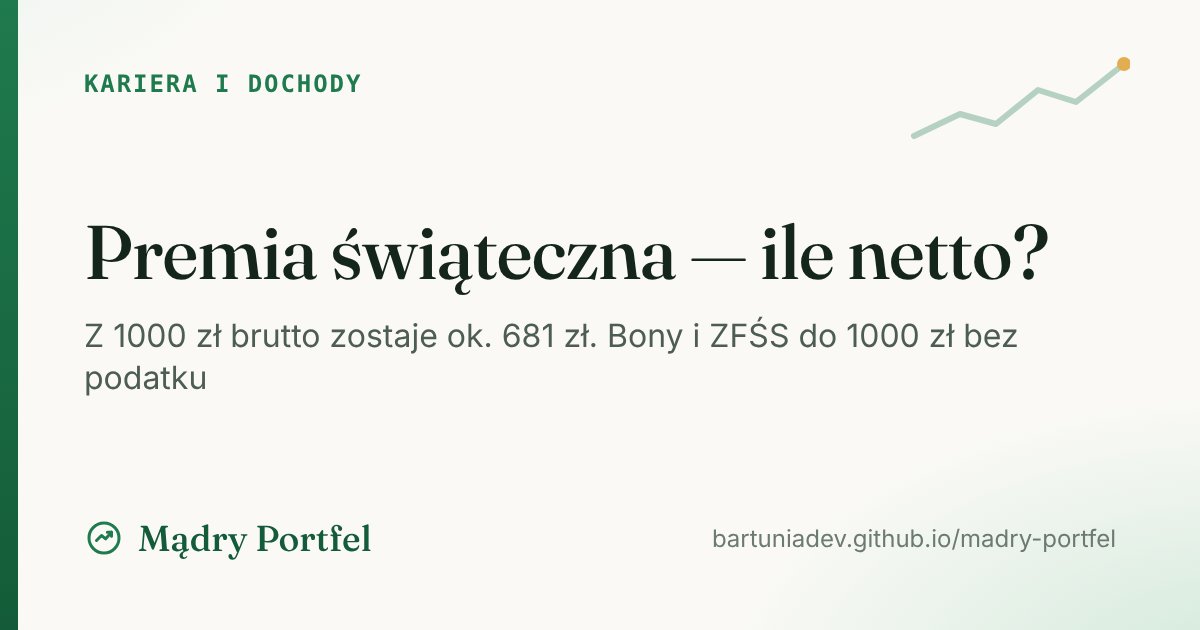 KARIERA I DOCHODY
Premia świąteczna — ile netto?
Z 1000 zł brutto zostaje ok. 681 zł. Bony i ZFŚS do 1000 zł bez
podatku
Mądry Portfel
bartuniadev.github.io/madry-portfel